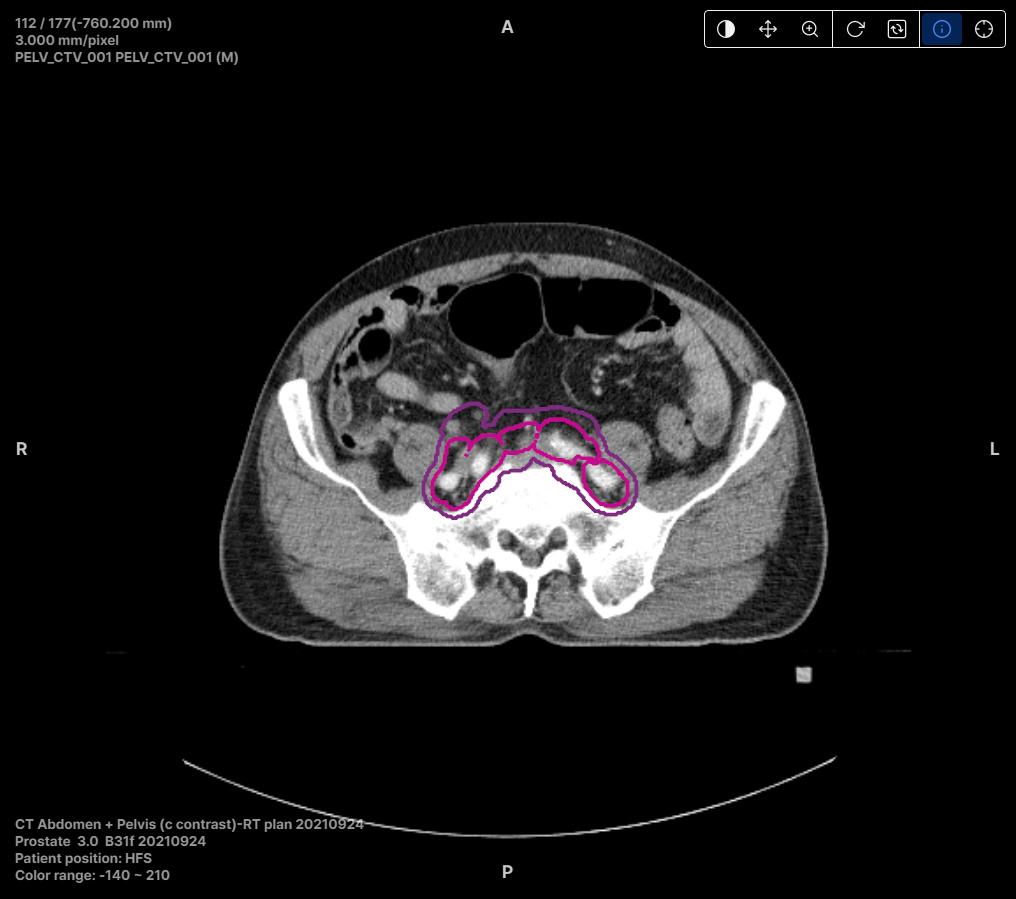 112 / 177(-760.200 mm)
3.000 mm/pixel
PELV_CTV_001 PELV_CTV_001 (M)
A
R
L
CT Abdomen + Pelvis (c contrast)-RT plan 20210924
Prostate 3.0 B31f 20210924
Patient position: HFS
Color range: -140 ~ 210
P